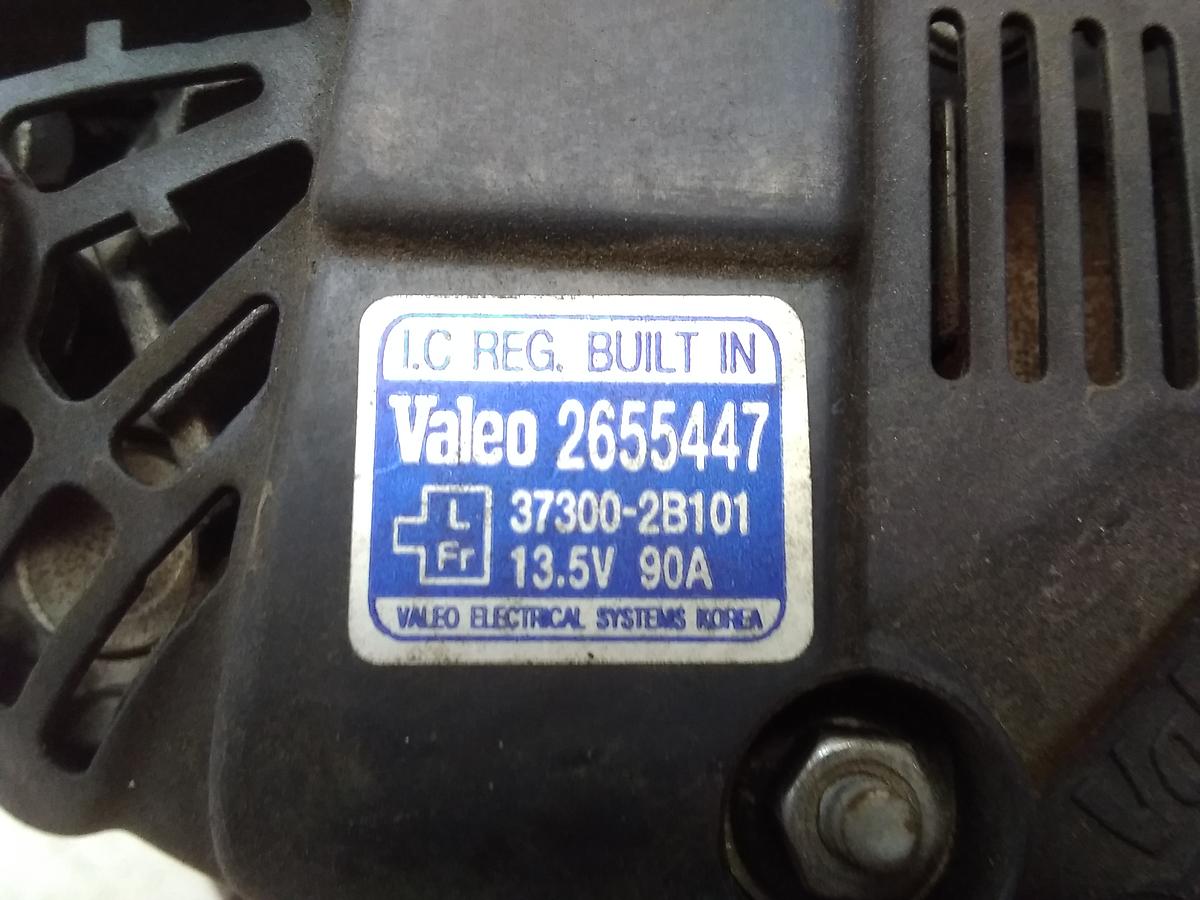 I.C REG. BUILT IN
Valeo 2655447
L
Fr
37300-2B101
13.5V 90A
VALEO ELECTRICAL SYSTEMS KOREA